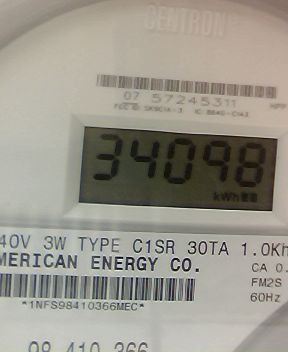 CENTRON®
07 57245311
HPP
34098
kWh
40V 3W TYPE C1SR 30TA 1.0Kh
MERICAN ENERGY CO.
CA 0.
FM2S
60Hz
*1NFS98410366MEC*
98 410 366